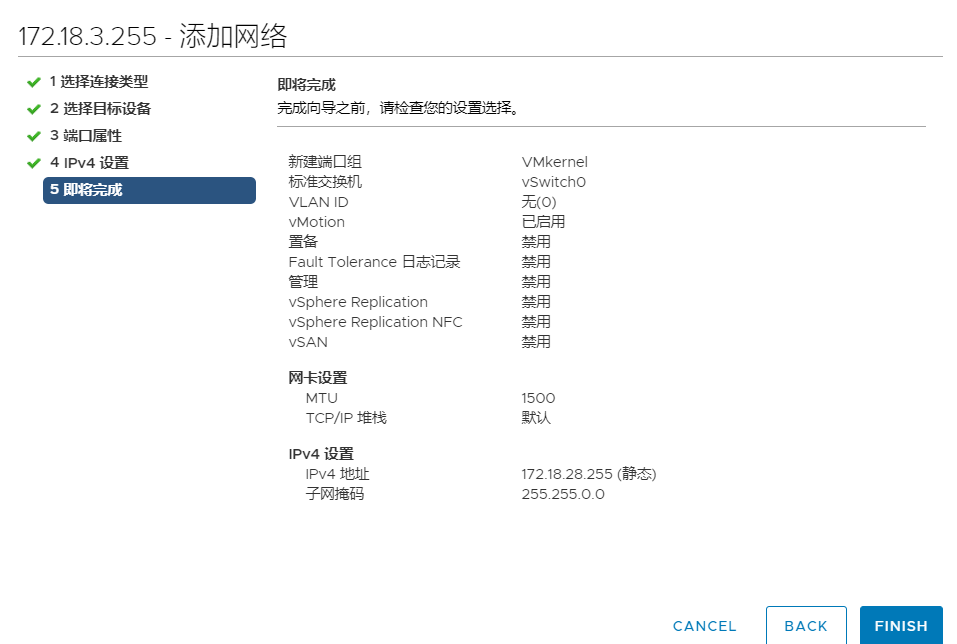 172.18.3.255 - 添加网络
1 选择连接类型
2 选择目标设备
3 端口属性
4 IPv4 设置
5 即将完成
即将完成
完成向导之前，请检查您的设置选择。
新建端口组 VMkernel
标准交换机 vSwitch0
VLAN ID 无(0)
vMotion 已启用
置备 禁用
Fault Tolerance 日志记录 禁用
管理 禁用
vSphere Replication 禁用
vSphere Replication NFC 禁用
vSAN 禁用
网卡设置
MTU 1500
TCP/IP 堆栈 默认
IPv4 设置
IPv4 地址 172.18.28.255 (静态)
子网掩码 255.255.0.0
CANCEL BACK FINISH